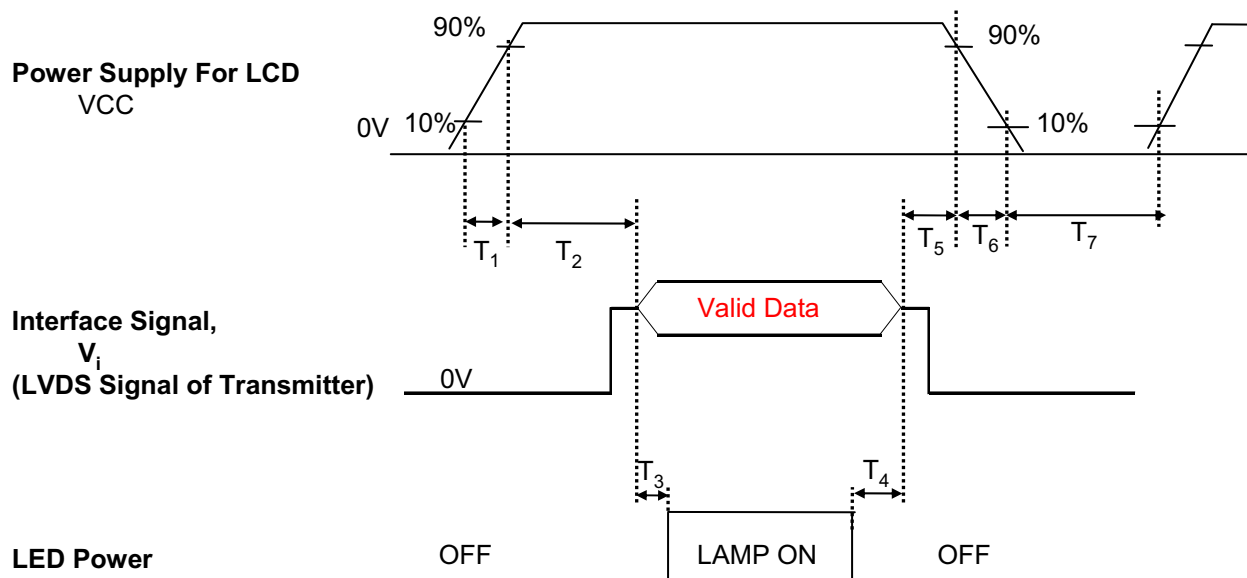 90%
90%
Power Supply For LCD
VCC
0V
10%
10%
T1
T2
T5
T6
T7
Interface Signal,
Vi
(LVDS Signal of Transmitter)
Valid Data
0V
T3
T4
LED Power
OFF
LAMP ON
OFF